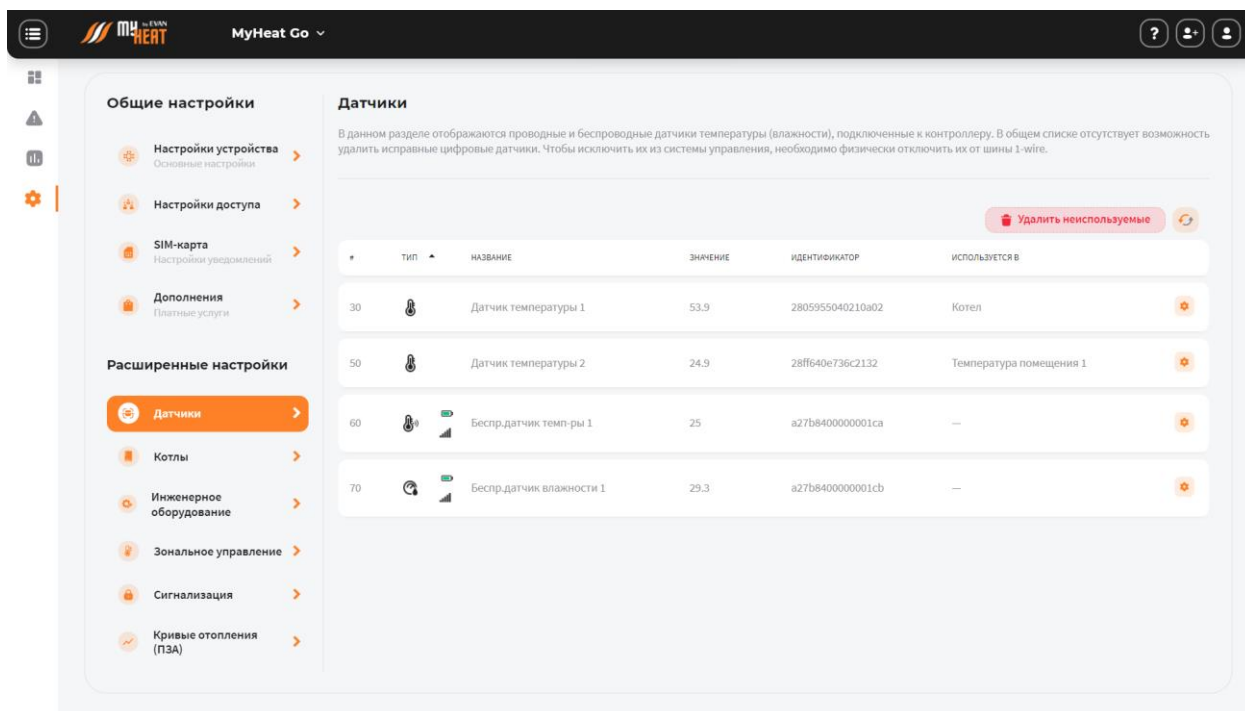 MYHEAT by EVAN
MyHeat Go
?
Общие настройки
Настройки устройства
Основные настройки
Настройки доступа
SIM-карта
Настройки уведомлений
Дополнения
Платные услуги
Расширенные настройки
Датчики
Котлы
Инженерное
оборудование
Зональное управление
Сигнализация
Кривые отопления
(ПЗА)
Датчики
В данном разделе отображаются проводные и беспроводные датчики температуры (влажности), подключенные к контроллеру. В общем списке отсутствует возможность
удалить исправные цифровые датчики. Чтобы исключить их из системы управления, необходимо физически отключить их от шины 1-wire.
Удалить неиспользуемые
# ТИП НАЗВАНИЕ ЗНАЧЕНИЕ ИДЕНТИФИКАТОР ИСПОЛЬЗУЕТСЯ В
30 Датчик температуры 1 53.9 2805955040210a02 Котел
50 Датчик температуры 2 24.9 28ff640e736c2132 Температура помещения 1
60 Беспр.датчик темп-ры 1 25 a27b8400000001ca —
70 Беспр.датчик влажности 1 29.3 a27b8400000001cb —